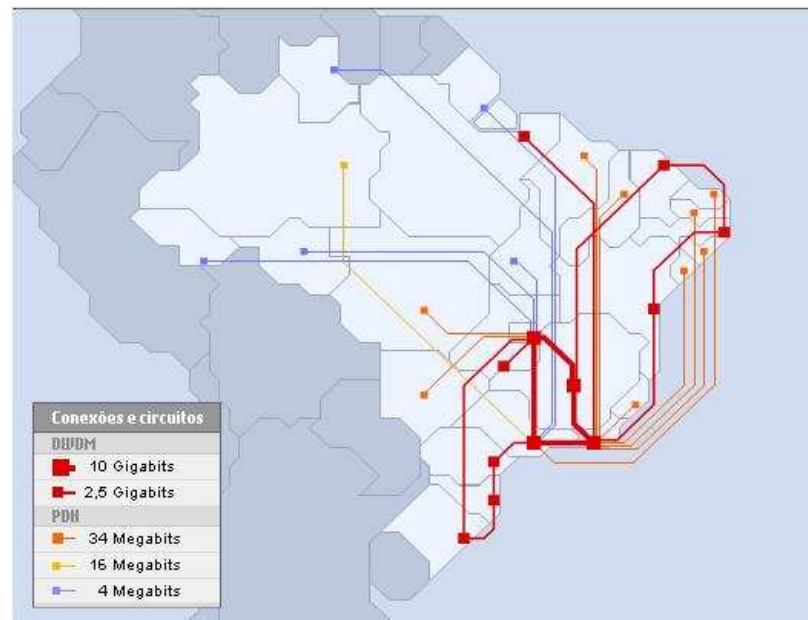 Conexões e circuitos
DWDM
10 Gigabits
2,5 Gigabits
PDH
34 Megabits
16 Megabits
4 Megabits